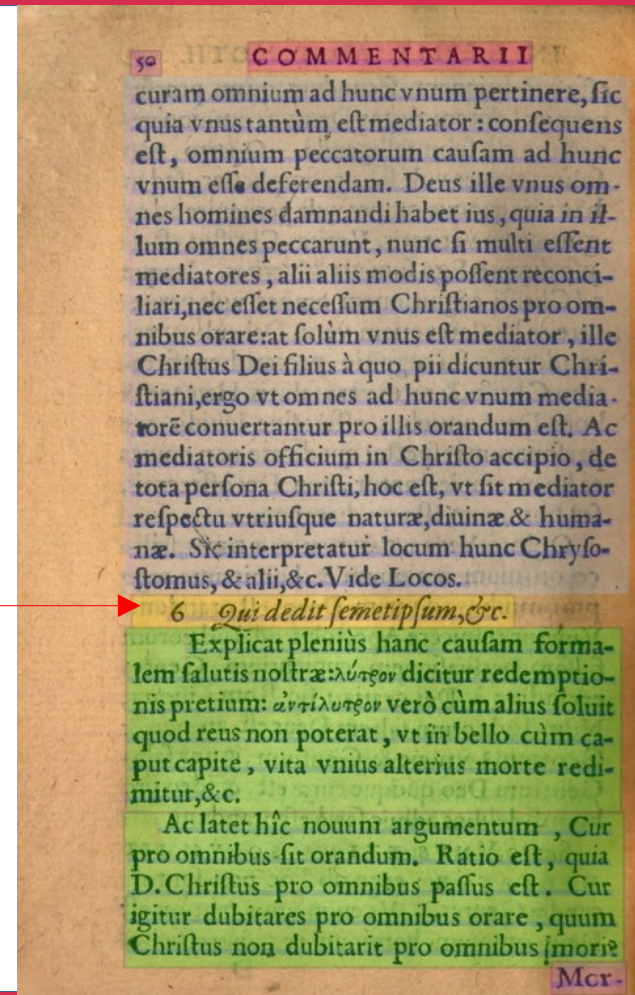 50 COMMENTARII
curam omnium ad hunc vnum pertinere, ſic
quia vnus tantùm eſt mediator : conſequens
eſt, omnium peccatorum cauſam ad hunc
vnum eſſe deferendam. Deus ille vnus om-
nes homines damnandi habet ius, quia in il-
lum omnes peccarunt, nunc ſi multi eſſent
mediatores, alii aliis modis poſſent reconci-
liari, nec eſſet neceſſum Chriſtianos pro om-
nibus orare: at ſolùm vnus eſt mediator, ille
Chriſtus Dei filius à quo pii dicuntur Chri-
ſtiani, ergo vt omnes ad hunc vnum media-
torē conuertantur pro illis orandum eſt. Ac
mediatoris officium in Chriſto accipio, de
tota perſona Chriſti, hoc eſt, vt ſit mediator
reſpectu vtriuſque naturæ, diuinæ & huma-
næ. Sic interpretatur locum hunc Chryſo-
ſtomus, & alii, &c. Vide Locos.
6 Qui dedit ſemetipſum, &c.
Explicat pleniùs hanc cauſam forma-
lem ſalutis noſtræ: λύτρον dicitur redemptio-
nis pretium: ἀντίλυτρον verò cùm alius ſoluit
quod reus non poterat, vt in bello cùm ca-
put capite, vita vnius alterius morte redi-
mitur, &c.
Ac latet hîc nouum argumentum, Cur
pro omnibus ſit orandum. Ratio eſt, quia
D. Chriſtus pro omnibus paſſus eſt. Cur
igitur dubitares pro omnibus orare, quum
Chriſtus non dubitarit pro omnibus mori?
Mor-